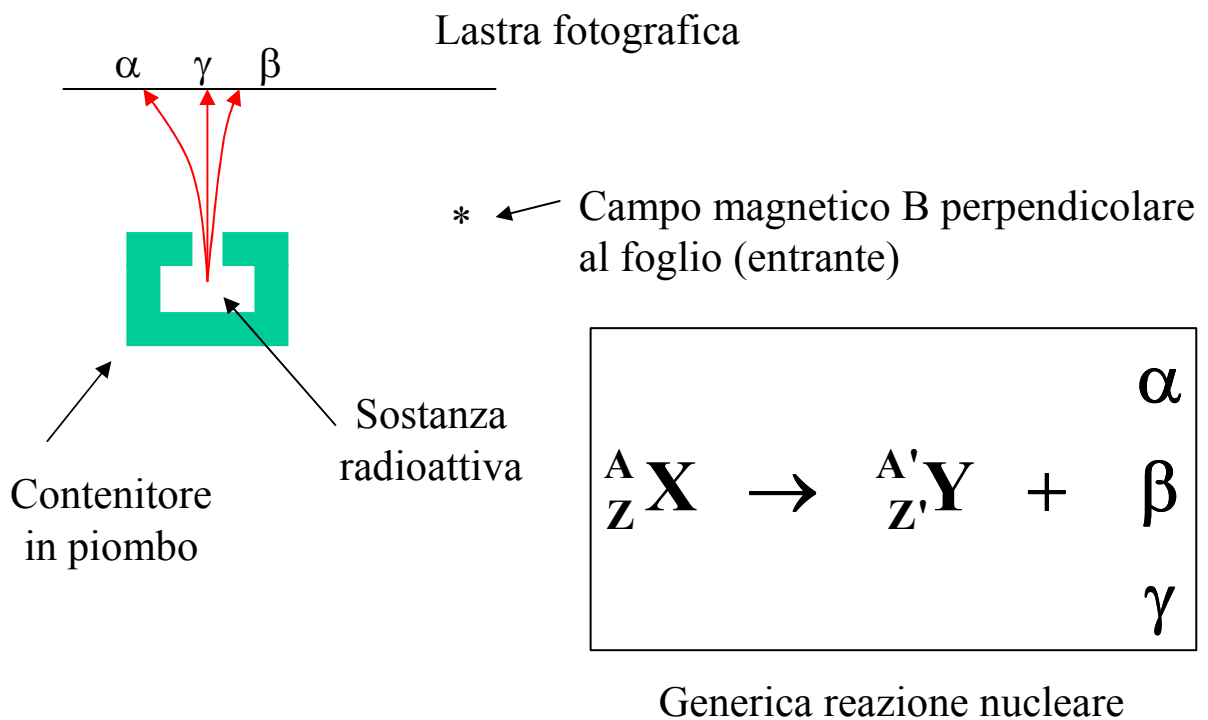 Lastra fotografica
α γ β
* Campo magnetico B perpendicolare
al foglio (entrante)
Sostanza
radioattiva
Contenitore
in piombo
α
A Z X → A' Z' Y + β
γ
Generica reazione nucleare